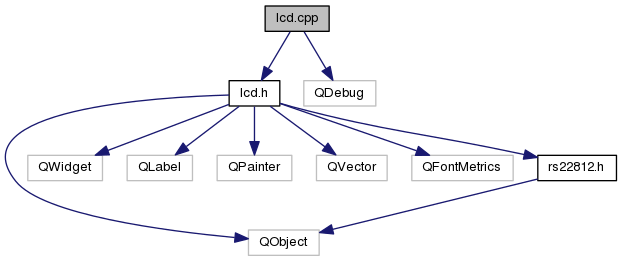 lcd.cpp
lcd.h
QDebug
QWidget
QLabel
QPainter
QVector
QFontMetrics
rs22812.h
QObject